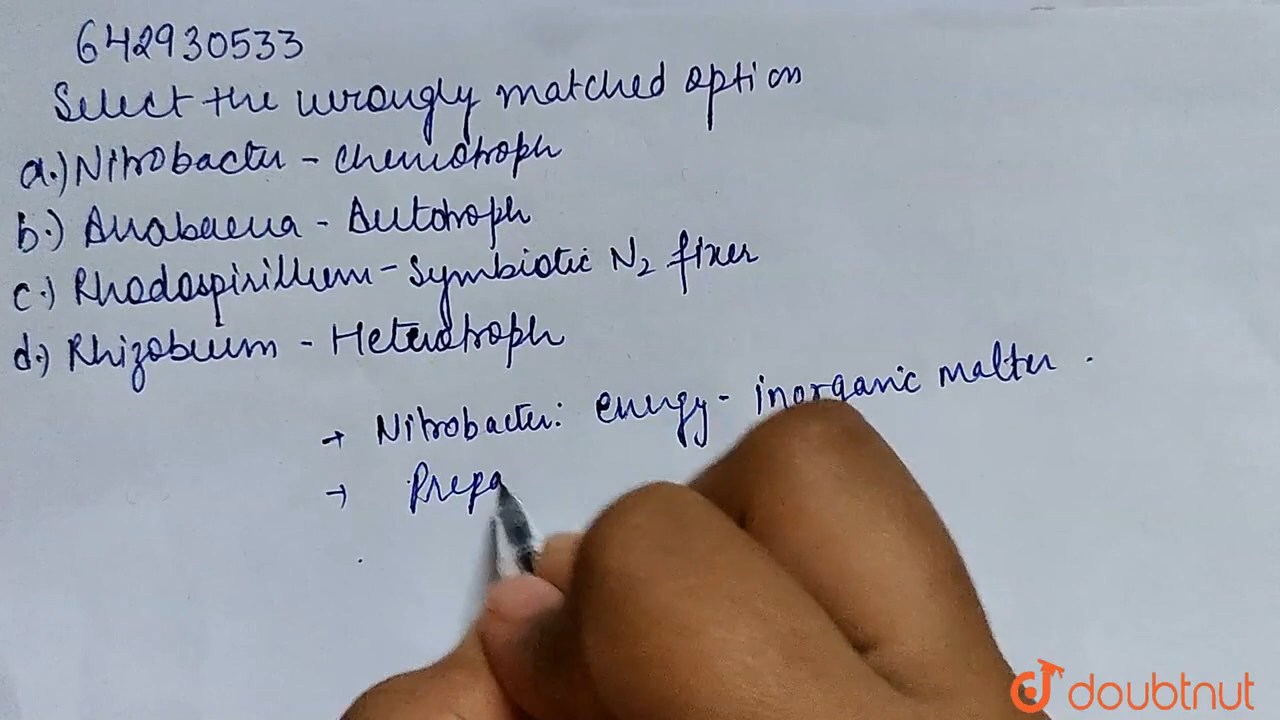 642930533
Select the wrongly matched option
a.) Nitrobacter - Chemotroph
b.) Anabaena - Autotroph
c.) Rhodospirillum - Symbiotic N2 fixer
d.) Rhizobium - Heterotroph
→ Nitrobacter: energy - inorganic matter.
→ Prepa
doubtnut